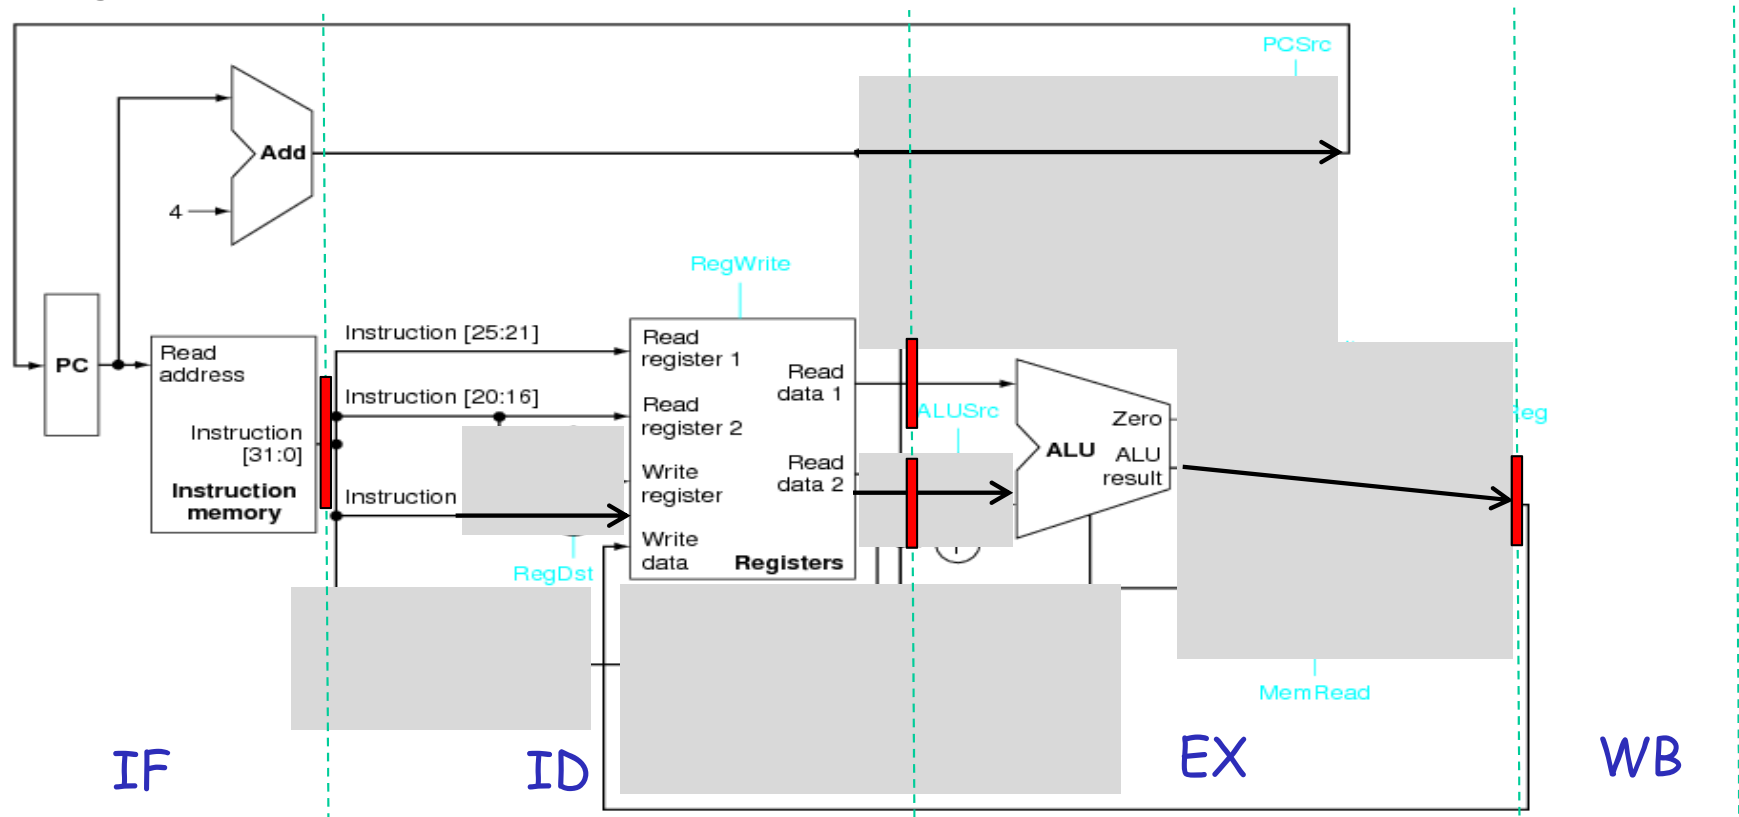 PCSrc
Add
4
RegWrite
PC
Read
address
Instruction
[31:0]
Instruction
memory
Instruction [25:21]
Instruction [20:16]
Instruction
RegDst
Read
register 1
Read
register 2
Write
register
Write
data
Read
data 1
Read
data 2
Registers
ALUSrc
Zero
ALU
ALU
result
MemRead
IF
ID
EX
WB